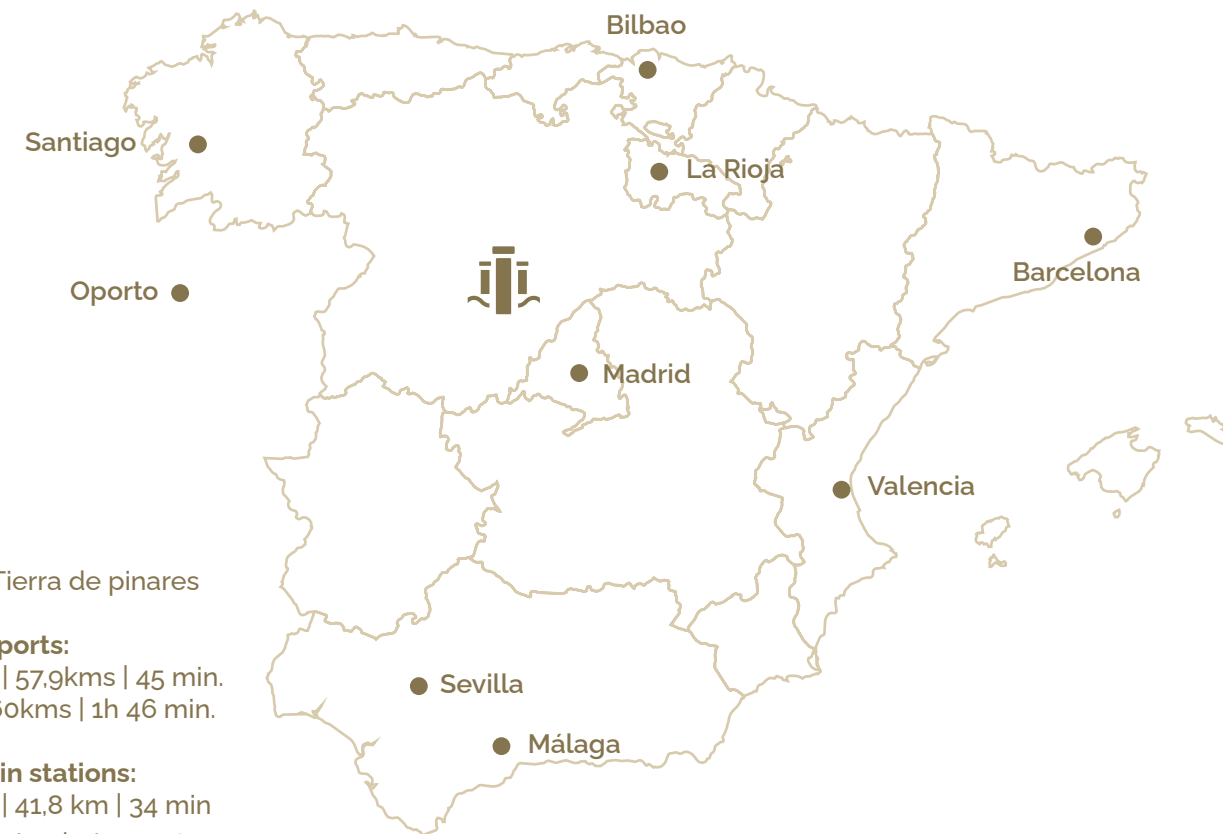 Bilbao
Santiago
La Rioja
Barcelona
Oporto
Madrid
Valencia
Tierra de pinares
ports:
| 57,9kms | 45 min.
60kms | 1h 46 min.
Sevilla
Málaga
in stations:
| 41,8 km | 34 min